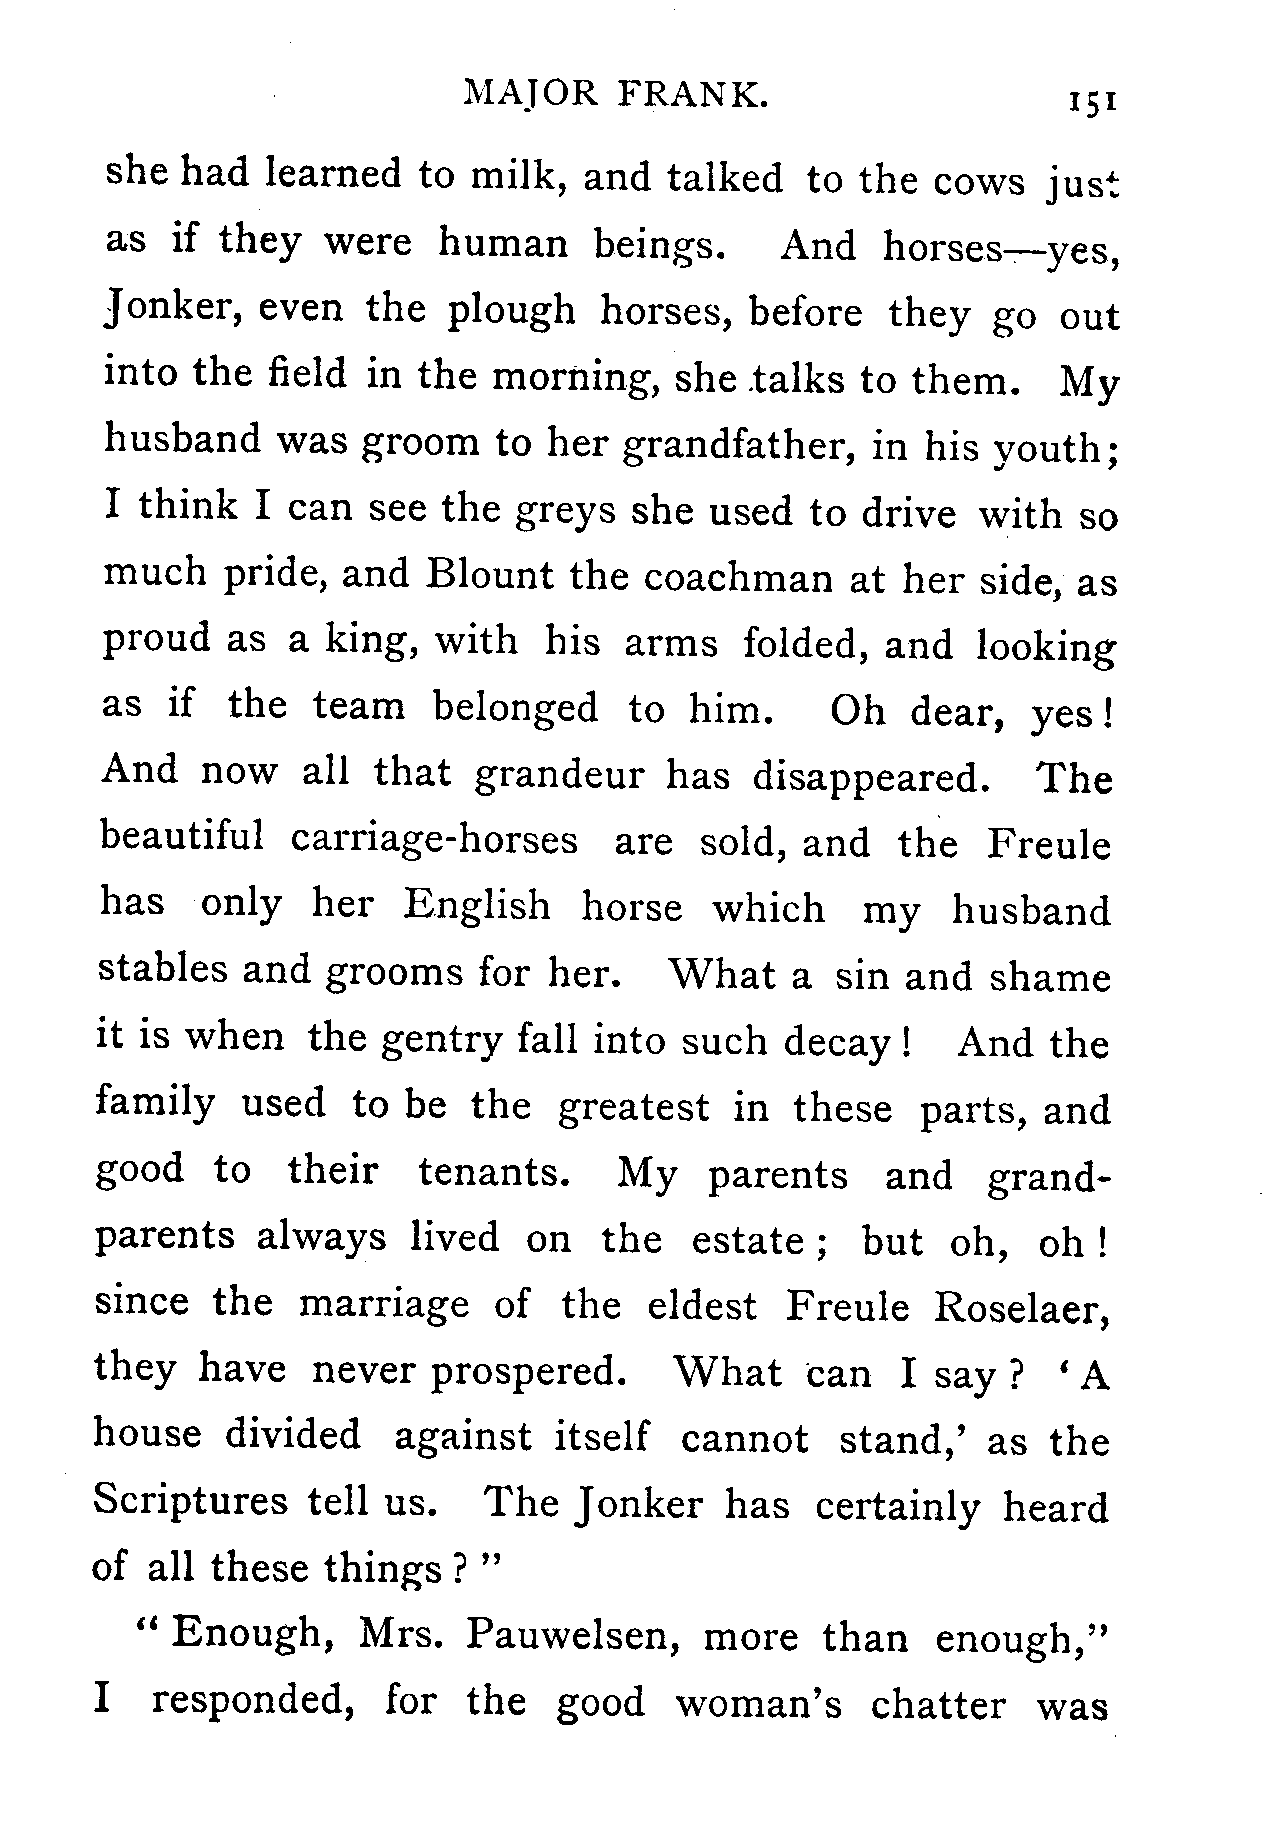 MAJOR FRANK. 151
she had learned to milk, and talked to the cows just
as if they were human beings. And horses—yes,
Jonker, even the plough horses, before they go out
into the field in the morning, she talks to them. My
husband was groom to her grandfather, in his youth;
I think I can see the greys she used to drive with so
much pride, and Blount the coachman at her side, as
proud as a king, with his arms folded, and looking
as if the team belonged to him. Oh dear, yes!
And now all that grandeur has disappeared. The
beautiful carriage-horses are sold, and the Freule
has only her English horse which my husband
stables and grooms for her. What a sin and shame
it is when the gentry fall into such decay! And the
family used to be the greatest in these parts, and
good to their tenants. My parents and grand-
parents always lived on the estate; but oh, oh!
since the marriage of the eldest Freule Roselaer,
they have never prospered. What can I say? ‘A
house divided against itself cannot stand,’ as the
Scriptures tell us. The Jonker has certainly heard
of all these things?”
“Enough, Mrs. Pauwelsen, more than enough,”
I responded, for the good woman’s chatter was